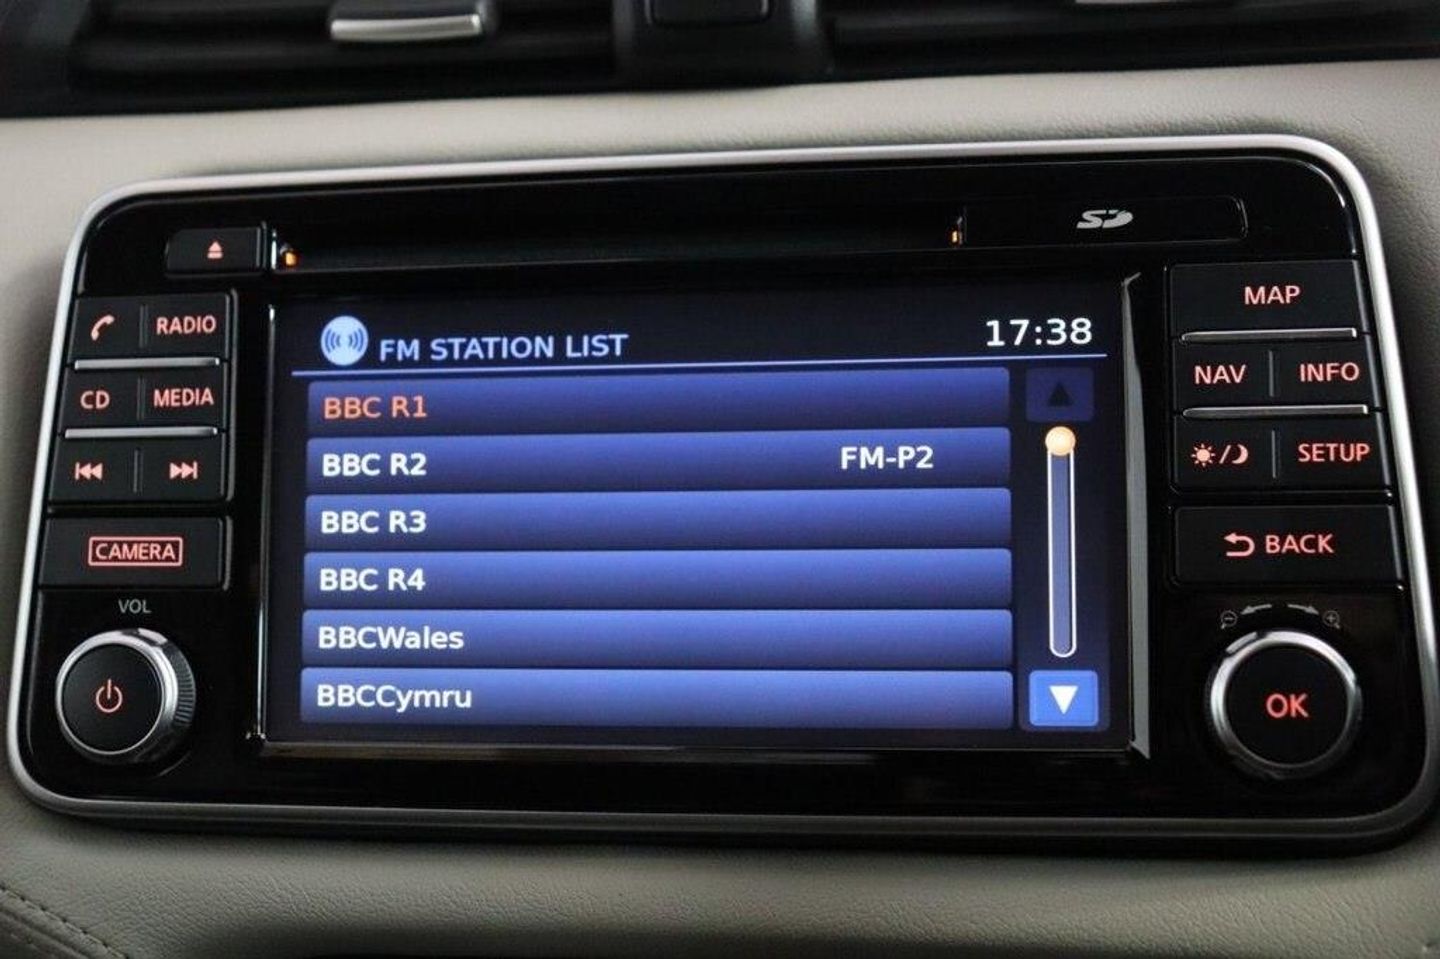 SD
RADIO
CD MEDIA
CAMERA
VOL
FM STATION LIST 17:38
BBC R1
BBC R2 FM-P2
BBC R3
BBC R4
BBCWales
BBCCymru
MAP
NAV INFO
SETUP
BACK
OK